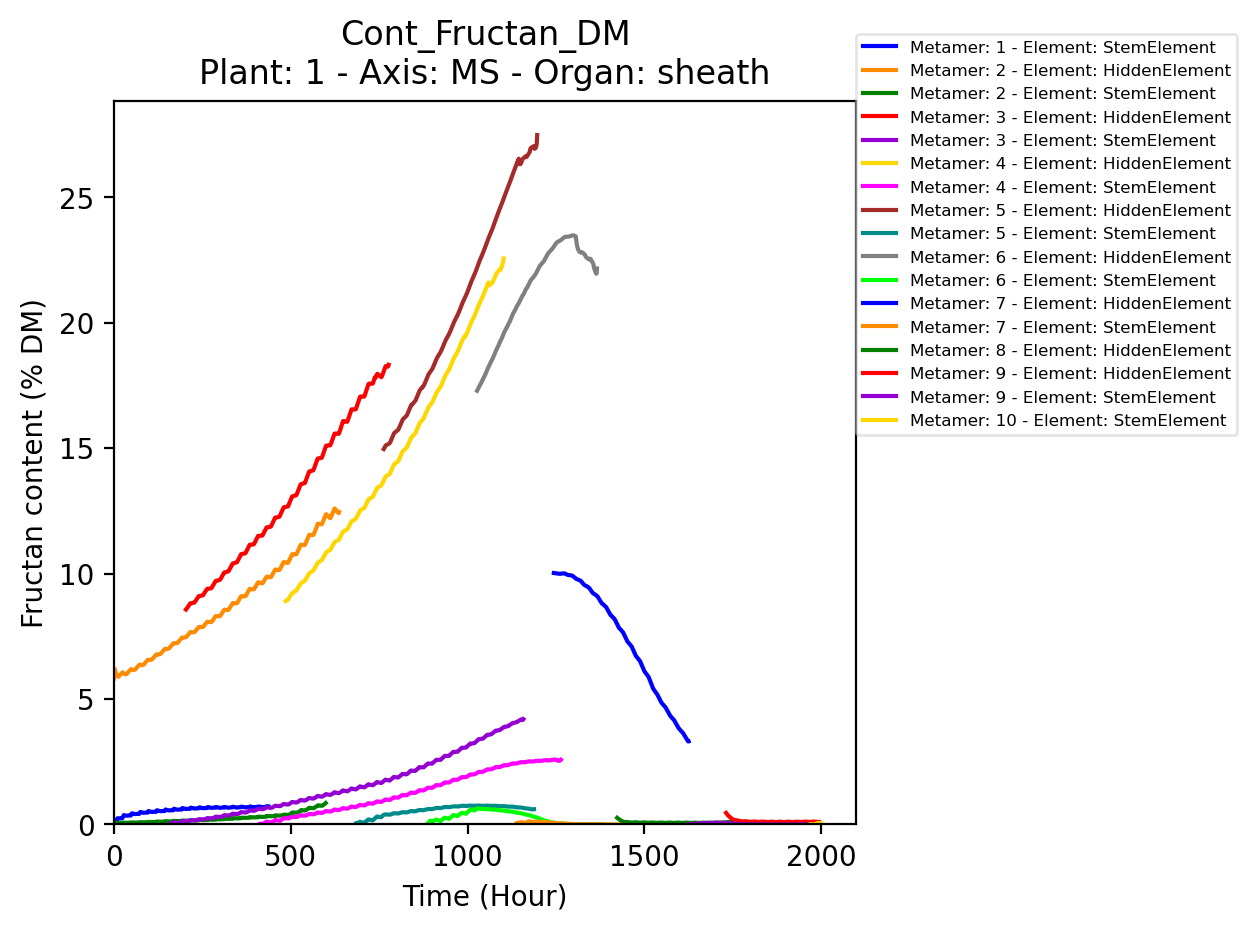 Cont_Fructan_DM
Plant: 1 - Axis: MS - Organ: sheath
Metamer: 1 - Element: StemElement
Metamer: 2 - Element: HiddenElement
Metamer: 2 - Element: StemElement
Metamer: 3 - Element: HiddenElement
Metamer: 3 - Element: StemElement
Metamer: 4 - Element: HiddenElement
Metamer: 4 - Element: StemElement
Metamer: 5 - Element: HiddenElement
Metamer: 5 - Element: StemElement
Metamer: 6 - Element: HiddenElement
Metamer: 6 - Element: StemElement
Metamer: 7 - Element: HiddenElement
Metamer: 7 - Element: StemElement
Metamer: 8 - Element: HiddenElement
Metamer: 9 - Element: HiddenElement
Metamer: 9 - Element: StemElement
Metamer: 10 - Element: StemElement
Fructan content (% DM)
25
20
15
10
5
0
0 500 1000 1500 2000
Time (Hour)